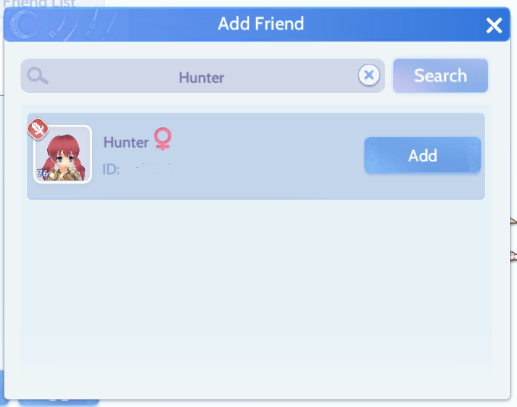 Friend List
Add Friend
Hunter
Search
Hunter
76
ID:
Add